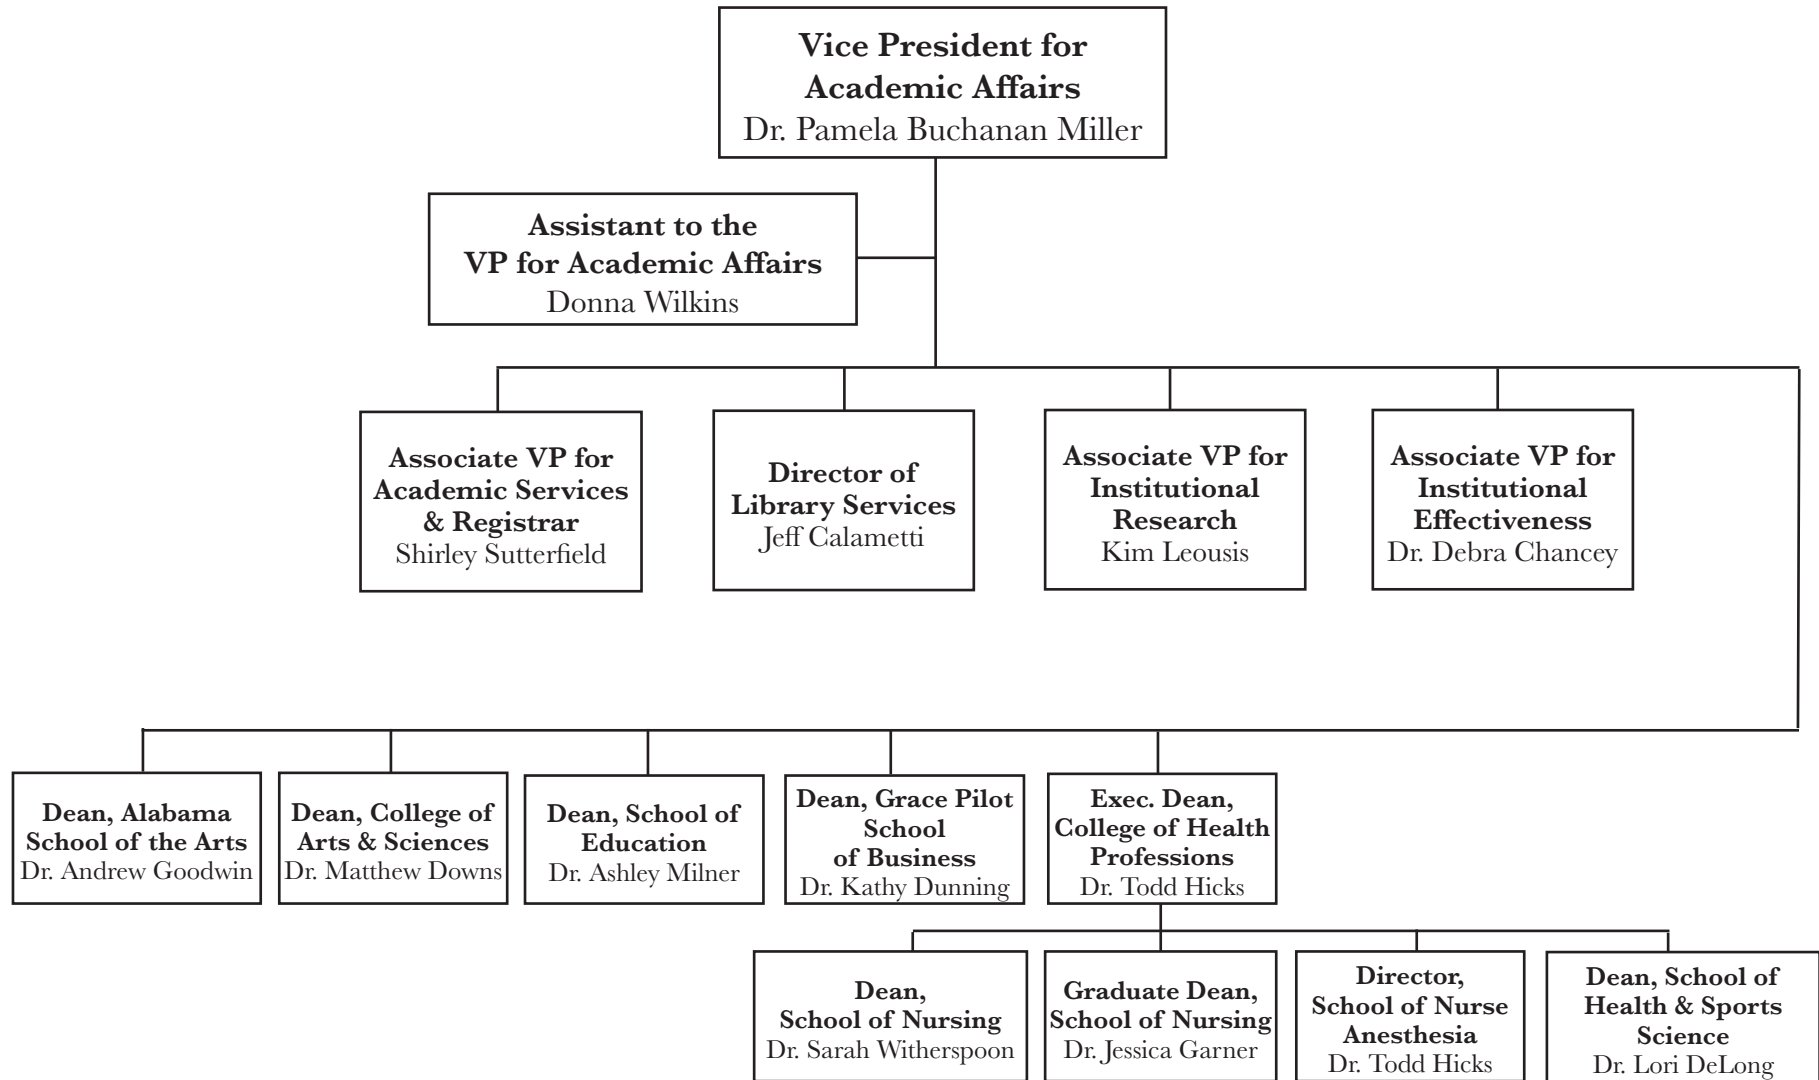 Vice President for
Academic Affairs
Dr. Pamela Buchanan Miller
Assistant to the
VP for Academic Affairs
Donna Wilkins
Associate VP for
Academic Services
& Registrar
Shirley Sutterfield
Director of
Library Services
Jeff Calametti
Associate VP for
Institutional
Research
Kim Leousis
Associate VP for
Institutional
Effectiveness
Dr. Debra Chancey
Dean, Alabama
School of the Arts
Dr. Andrew Goodwin
Dean, College of
Arts & Sciences
Dr. Matthew Downs
Dean, School of
Education
Dr. Ashley Milner
Dean, Grace Pilot
School
of Business
Dr. Kathy Dunning
Exec. Dean,
College of Health
Professions
Dr. Todd Hicks
Dean,
School of Nursing
Dr. Sarah Witherspoon
Graduate Dean,
School of Nursing
Dr. Jessica Garner
Director,
School of Nurse
Anesthesia
Dr. Todd Hicks
Dean, School of
Health & Sports
Science
Dr. Lori DeLong